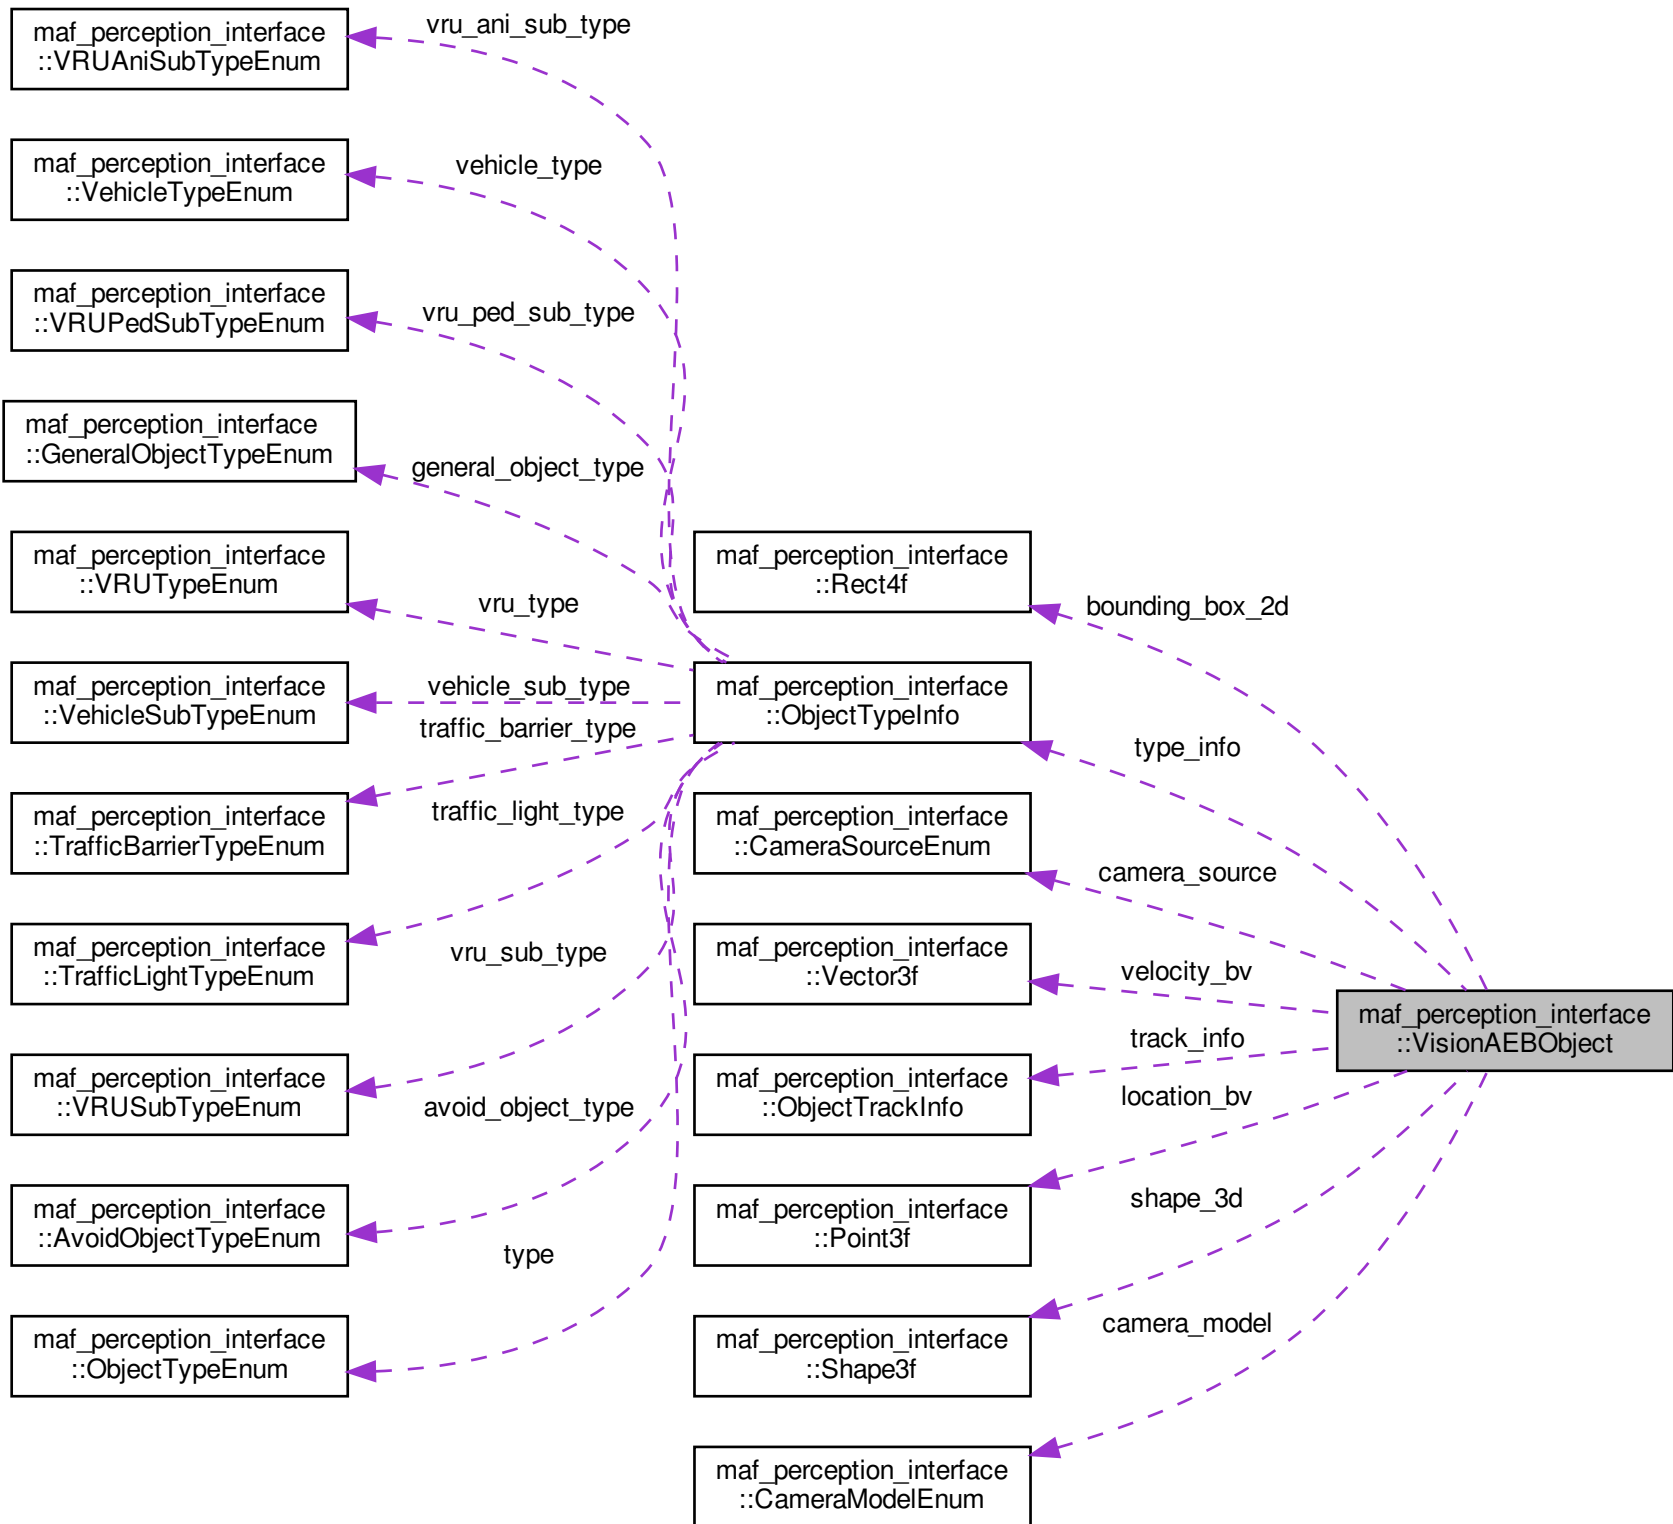 maf_perception_interface
::VRUAniSubTypeEnum
maf_perception_interface
::VehicleTypeEnum
maf_perception_interface
::VRUPedSubTypeEnum
maf_perception_interface
::GeneralObjectTypeEnum
maf_perception_interface
::VRUTypeEnum
maf_perception_interface
::VehicleSubTypeEnum
maf_perception_interface
::TrafficBarrierTypeEnum
maf_perception_interface
::TrafficLightTypeEnum
maf_perception_interface
::VRUSubTypeEnum
maf_perception_interface
::AvoidObjectTypeEnum
maf_perception_interface
::ObjectTypeEnum
vru_ani_sub_type
vehicle_type
vru_ped_sub_type
general_object_type
vru_type
vehicle_sub_type
traffic_barrier_type
traffic_light_type
vru_sub_type
avoid_object_type
type
maf_perception_interface
::Rect4f
maf_perception_interface
::ObjectTypeInfo
maf_perception_interface
::CameraSourceEnum
maf_perception_interface
::Vector3f
maf_perception_interface
::ObjectTrackInfo
maf_perception_interface
::Point3f
maf_perception_interface
::Shape3f
maf_perception_interface
::CameraModelEnum
bounding_box_2d
type_info
camera_source
velocity_bv
track_info
location_bv
shape_3d
camera_model
maf_perception_interface
::VisionAEBObject